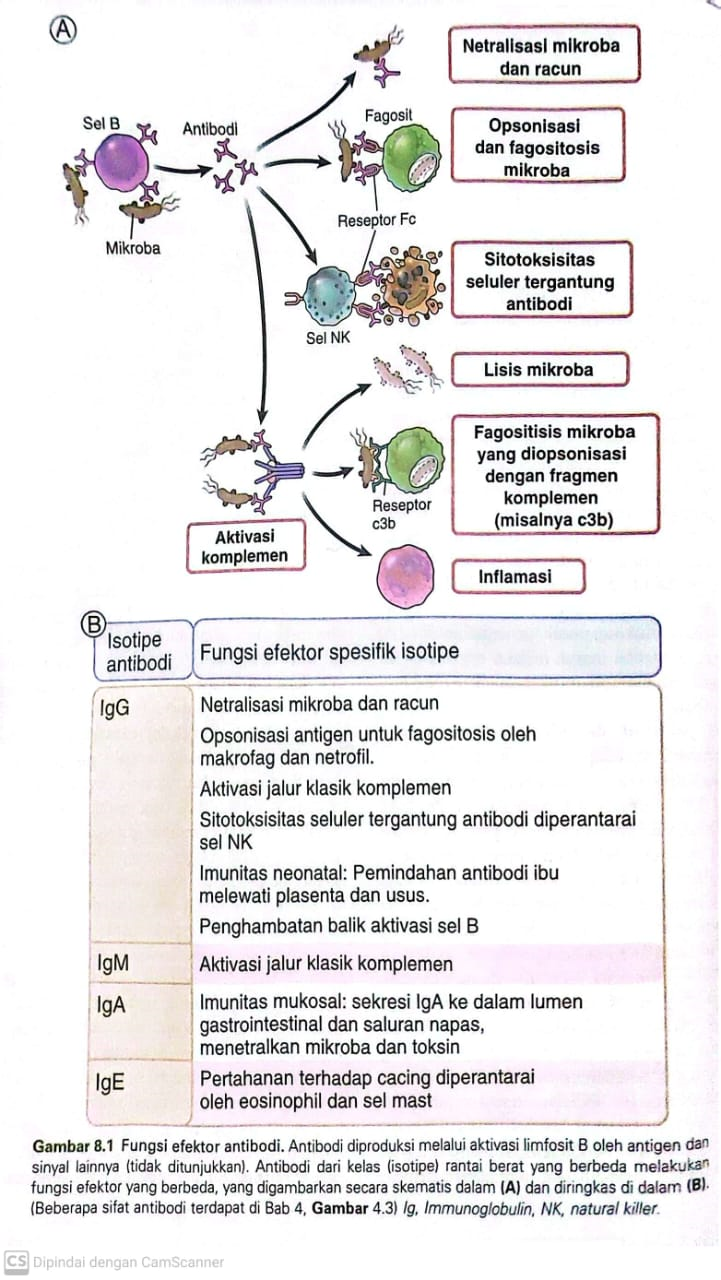 A
Netralisasi mikroba
dan racun
Sel B
Antibodi
Fagosit
Opsonisasi
dan fagositosis
mikroba
Mikroba
Reseptor Fc
Sitotoksisitas
seluler tergantung
antibodi
Sel NK
Lisis mikroba
Fagositisis mikroba
yang diopsonisasi
dengan fragmen
komplemen
(misalnya c3b)
Reseptor
c3b
Aktivasi
komplemen
Inflamasi
B
Isotipe
antibodi
Fungsi efektor spesifik isotipe
IgG
Netralisasi mikroba dan racun
Opsonisasi antigen untuk fagositosis oleh
makrofag dan netrofil.
Aktivasi jalur klasik komplemen
Sitotoksisitas seluler tergantung antibodi diperantarai
sel NK
Imunitas neonatal: Pemindahan antibodi ibu
melewati plasenta dan usus.
Penghambatan balik aktivasi sel B
IgM
Aktivasi jalur klasik komplemen
IgA
Imunitas mukosal: sekresi IgA ke dalam lumen
gastrointestinal dan saluran napas,
menetralkan mikroba dan toksin
IgE
Pertahanan terhadap cacing diperantarai
oleh eosinophil dan sel mast
Gambar 8.1 Fungsi efektor antibodi. Antibodi diproduksi melalui aktivasi limfosit B oleh antigen dan
sinyal lainnya (tidak ditunjukkan). Antibodi dari kelas (isotipe) rantai berat yang berbeda melakukan
fungsi efektor yang berbeda, yang digambarkan secara skematis dalam (A) dan diringkas di dalam (B).
(Beberapa sifat antibodi terdapat di Bab 4, Gambar 4.3) Ig, Immunoglobulin, NK, natural killer.
CS Dipindai dengan CamScanner